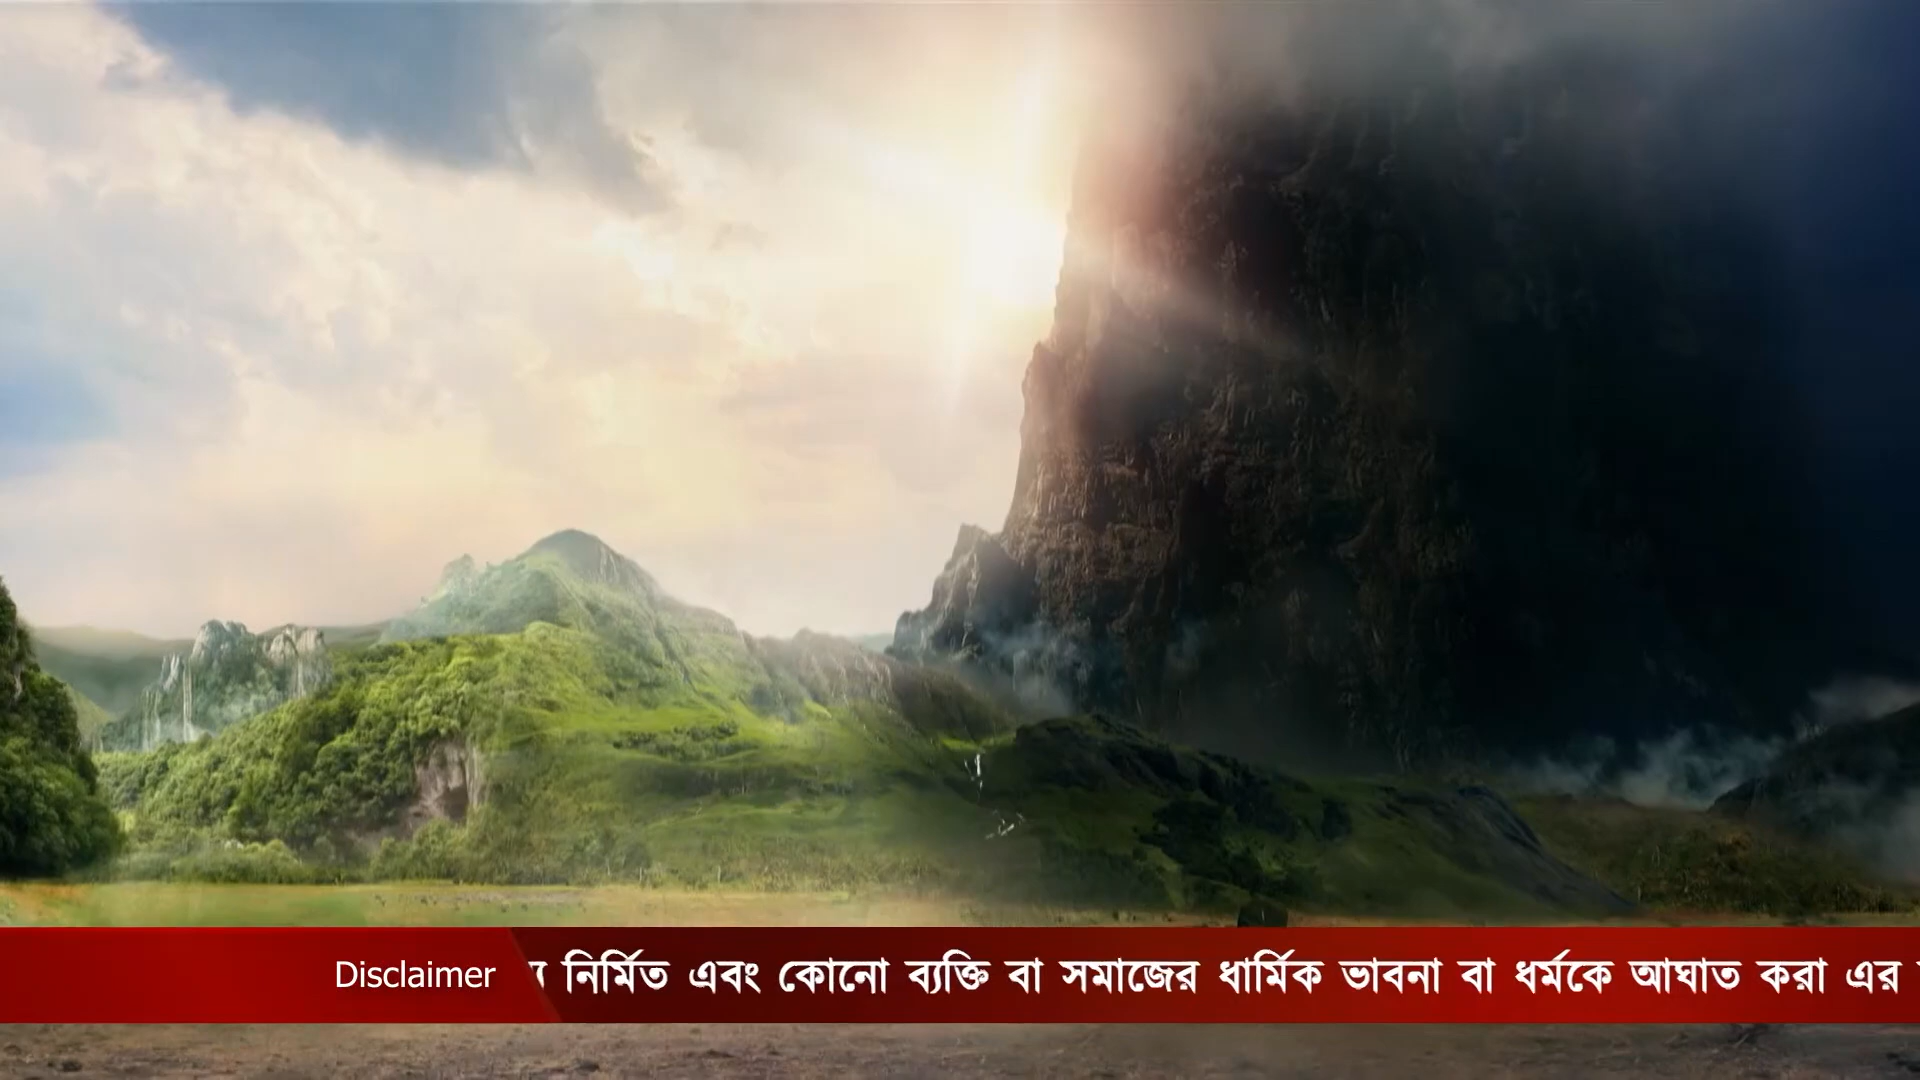 Disclaimer
নির্মিত এবং কোনো ব্যক্তি বা সমাজের ধার্মিক ভাবনা বা ধর্মকে আঘাত করা এর